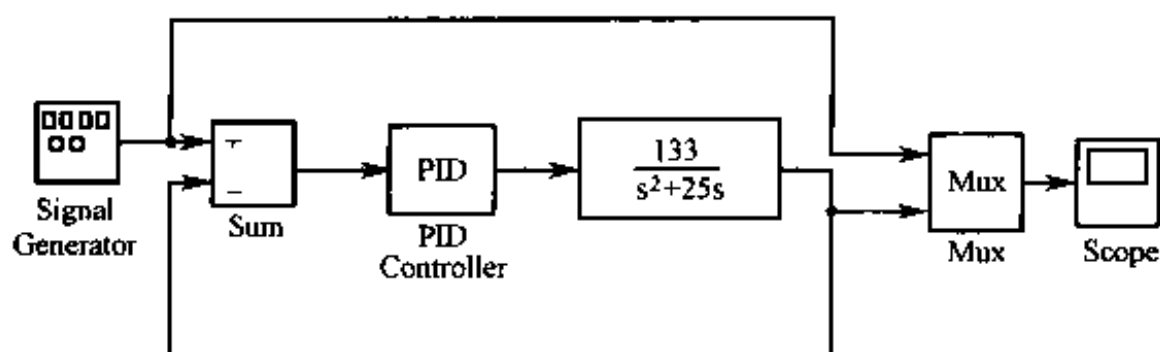 +
−
PID
133
s²+25s
Mux
Signal
Generator
Sum
PID
Controller
Mux
Scope